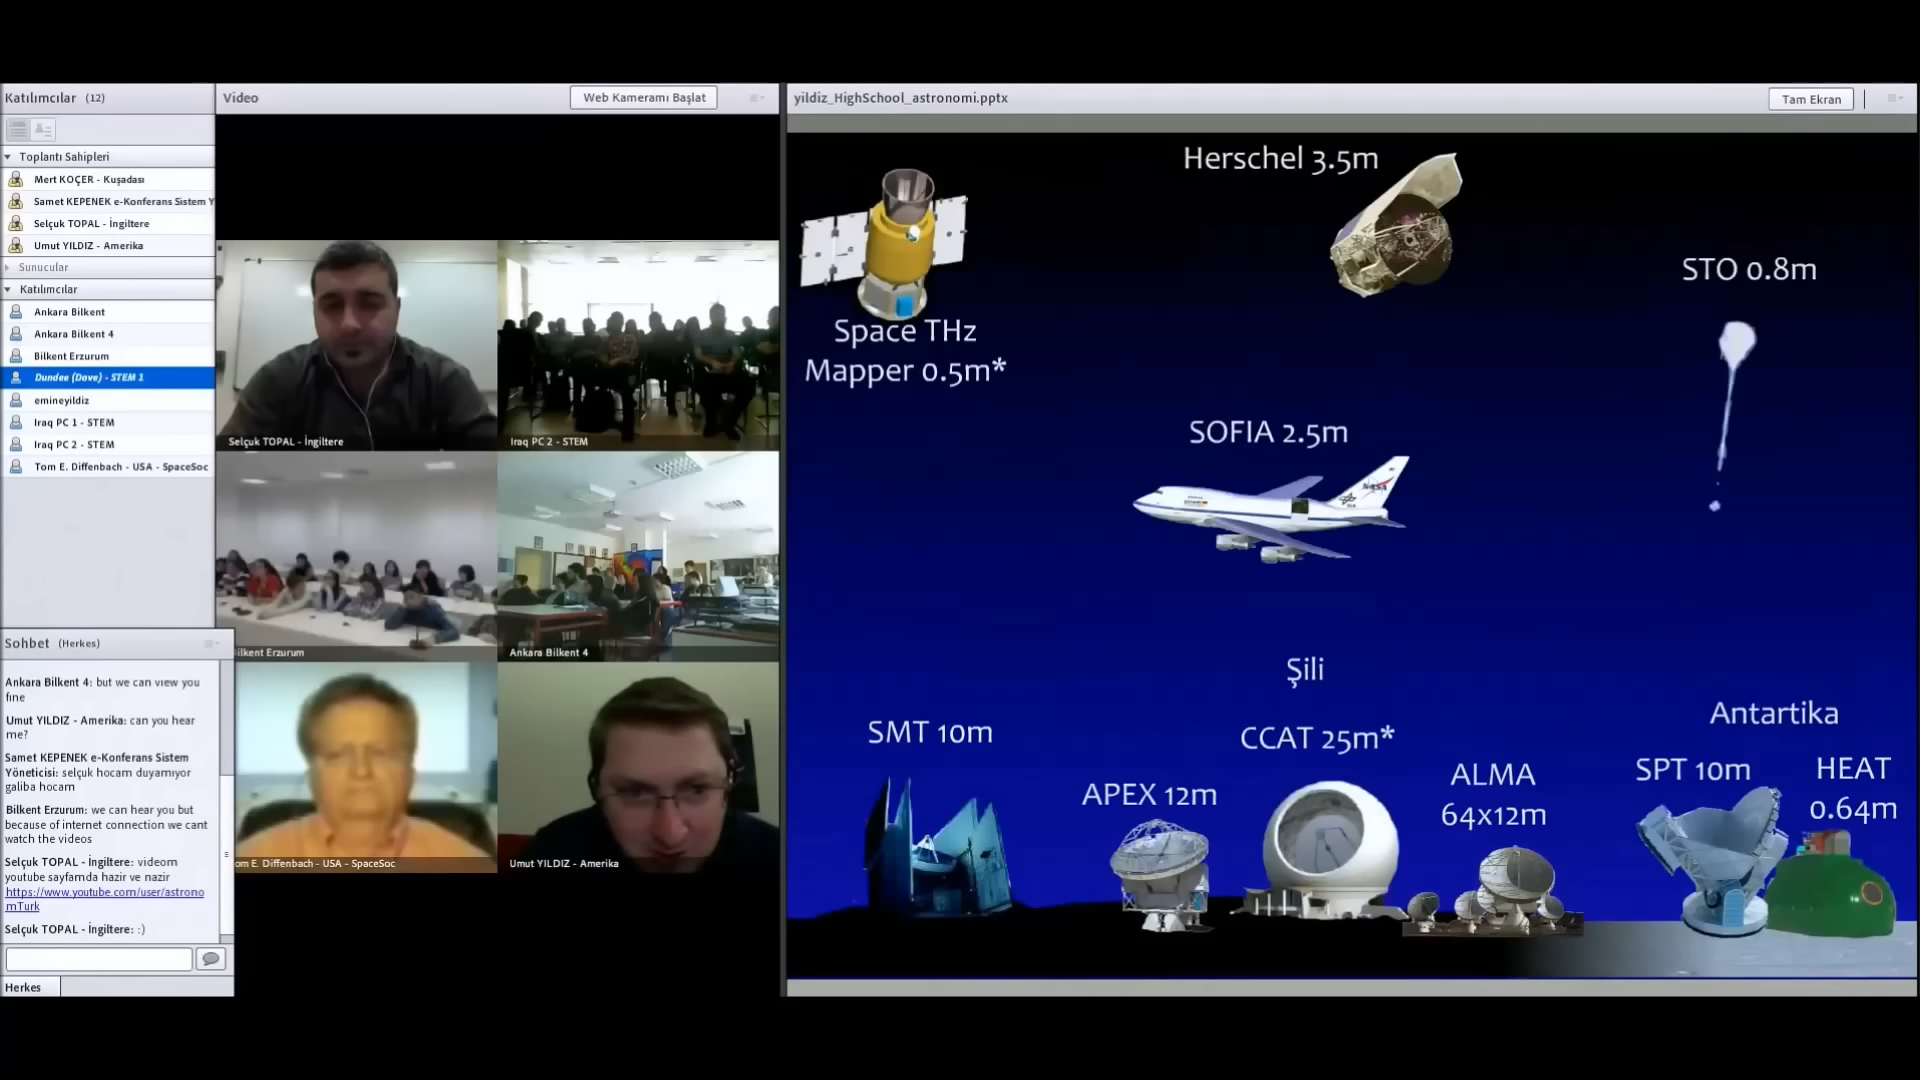 Katılımcılar (12)
Toplantı Sahipleri
Mert KOÇER - Kuşadası
Samet KEPENEK e-Konferans Sistem Y
Selçuk TOPAL - İngiltere
Umut YILDIZ - Amerika
Sunucular
Katılımcılar
Ankara Bilkent
Ankara Bilkent 4
Bilkent Erzurum
Dundee (Dave) - STEM 1
emineyildiz
Iraq PC 1 - STEM
Iraq PC 2 - STEM
Tom E. Diffenbach - USA - SpaceSoc
Sohbet (Herkes)
Ankara Bilkent 4: but we can view you
fine
Umut YILDIZ - Amerika: can you hear
me?
Samet KEPENEK e-Konferans Sistem
Yöneticisi: selçuk hocam duyamıyor
galiba hocam
Bilkent Erzurum: we can hear you but
because of internet connection we cant
watch the videos
Selçuk TOPAL - İngiltere: videom
youtube sayfamda hazir ve nazir
https://www.youtube.com/user/astrono
mTurk
Selçuk TOPAL - İngiltere: :)
Herkes
Video
Web Kameramı Başlat
Selçuk TOPAL - İngiltere
Iraq PC 2 - STEM
ilkent Erzurum
Ankara Bilkent 4
om E. Diffenbach - USA - SpaceSoc
Umut YILDIZ - Amerika
yildiz_HighSchool_astronomi.pptx
Tam Ekran
Herschel 3.5m
STO 0.8m
Space THz
Mapper 0.5m*
SOFIA 2.5m
NASA
Şili
Antartika
SMT 10m
CCAT 25m*
APEX 12m
ALMA
64x12m
SPT 10m
HEAT
0.64m